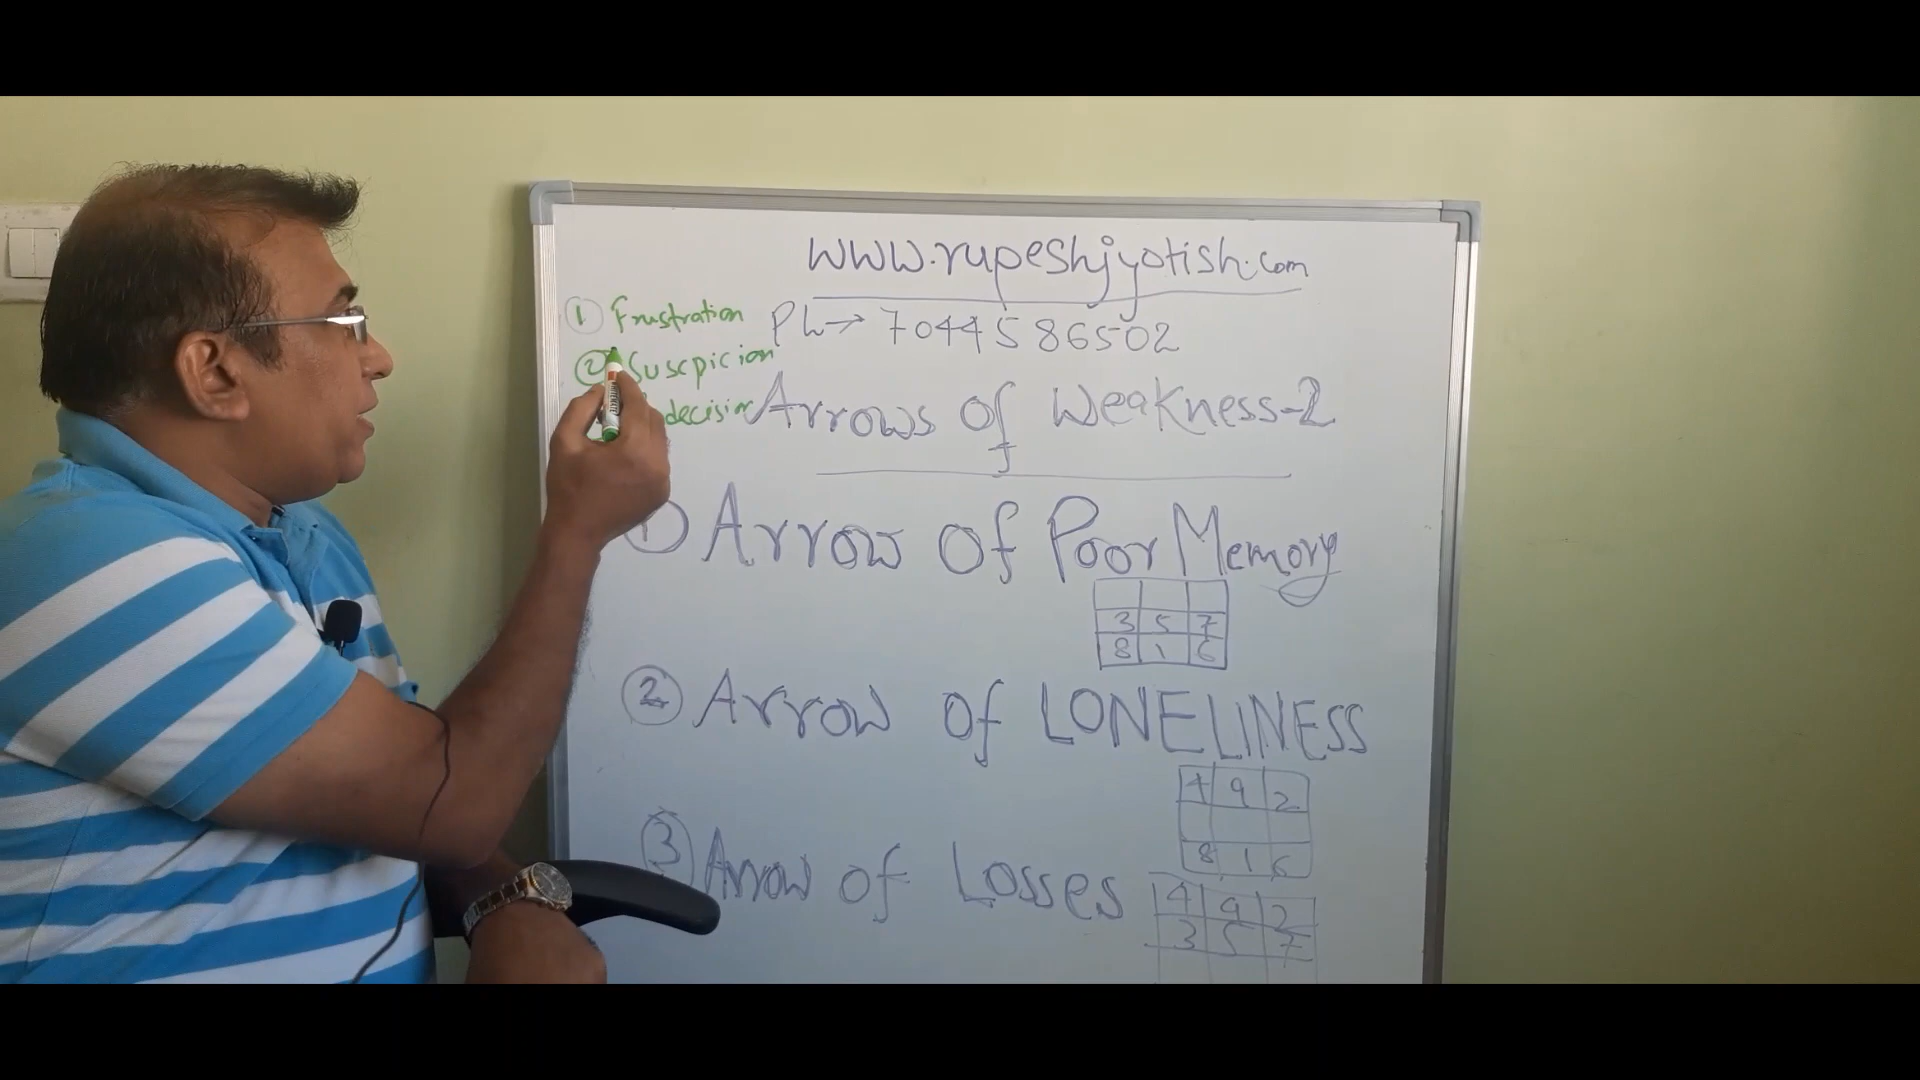 www.rupeshjyotish.com
① Frustration
Ph→ 7044586502
② Suscpicion
decision
Arrows of Weakness-2
① Arrow Of Poor Memory
3 5 7
8 1 6
② Arrow of LONELINESS
4 9 2
8 1 6
③ Arrow of Losses
4 9 2
3 5 7